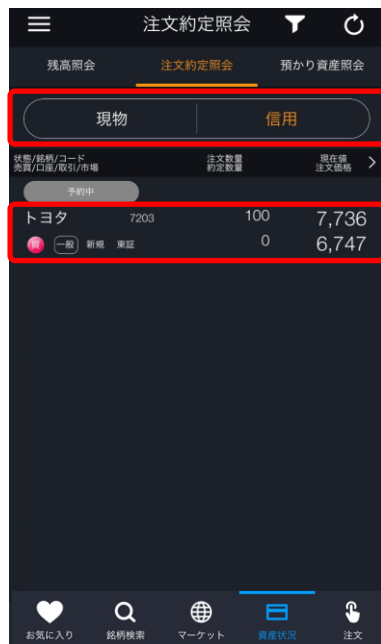 注文約定照会
残高照会 注文約定照会 預かり資産照会
現物 信用
状態/銘柄/コード 注文数量 現在値
売買/口座/取引/市場 約定数量 注文価格
予約中
トヨタ 7203 100 7,736
買 一般 新規 東証 0 6,747
お気に入り 銘柄検索 マーケット 資産状況 注文